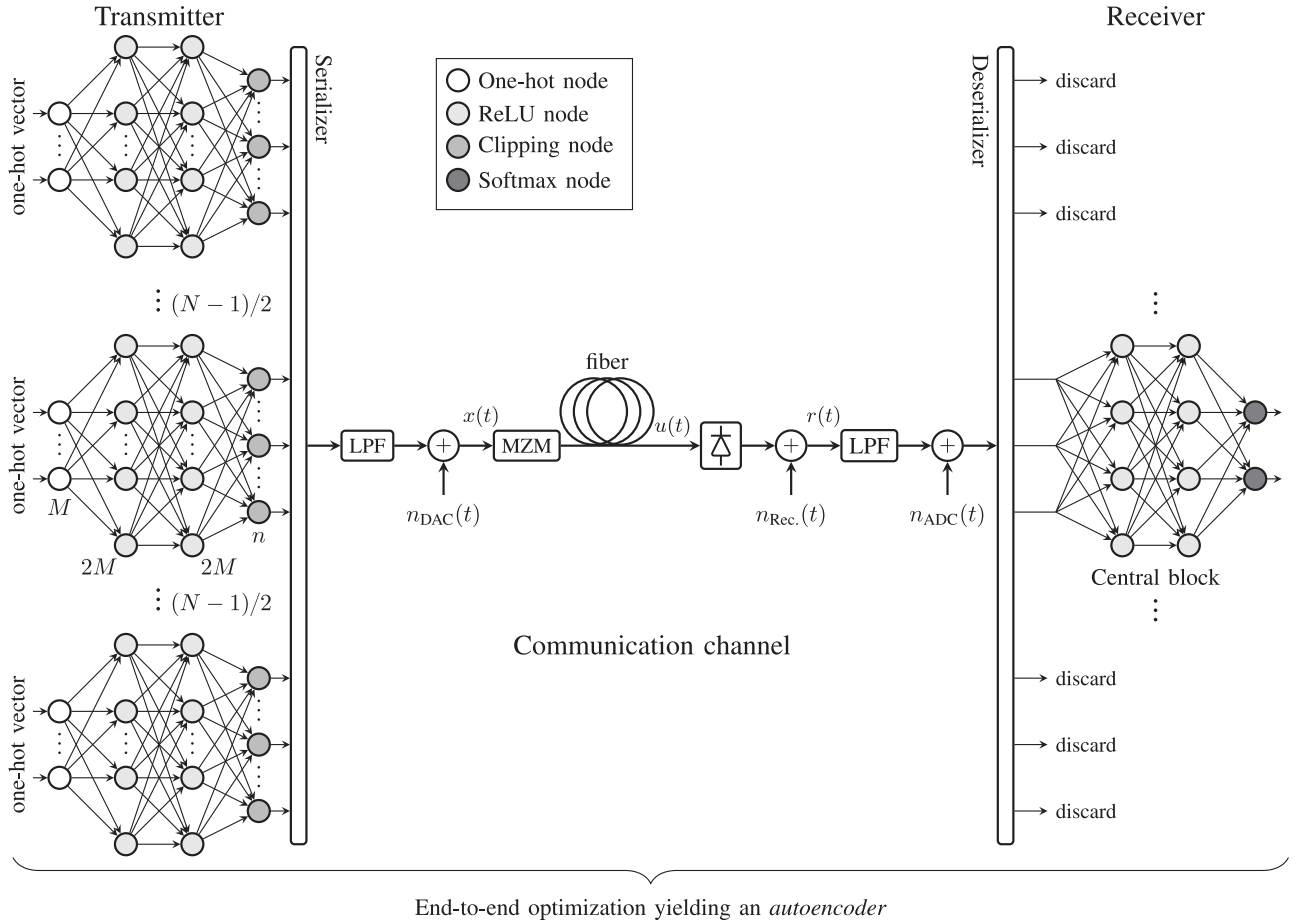 Transmitter
Receiver
one-hot vector
Serializer
One-hot node
ReLU node
Clipping node
Softmax node
Deserializer
discard
discard
discard
⋮ (N − 1)/2
⋮
one-hot vector
M
2M
2M
n
LPF
+
n_DAC(t)
x(t)
MZM
fiber
u(t)
+
n_Rec.(t)
r(t)
LPF
+
n_ADC(t)
Central block
⋮ (N − 1)/2
⋮
Communication channel
one-hot vector
discard
discard
discard
End-to-end optimization yielding an autoencoder